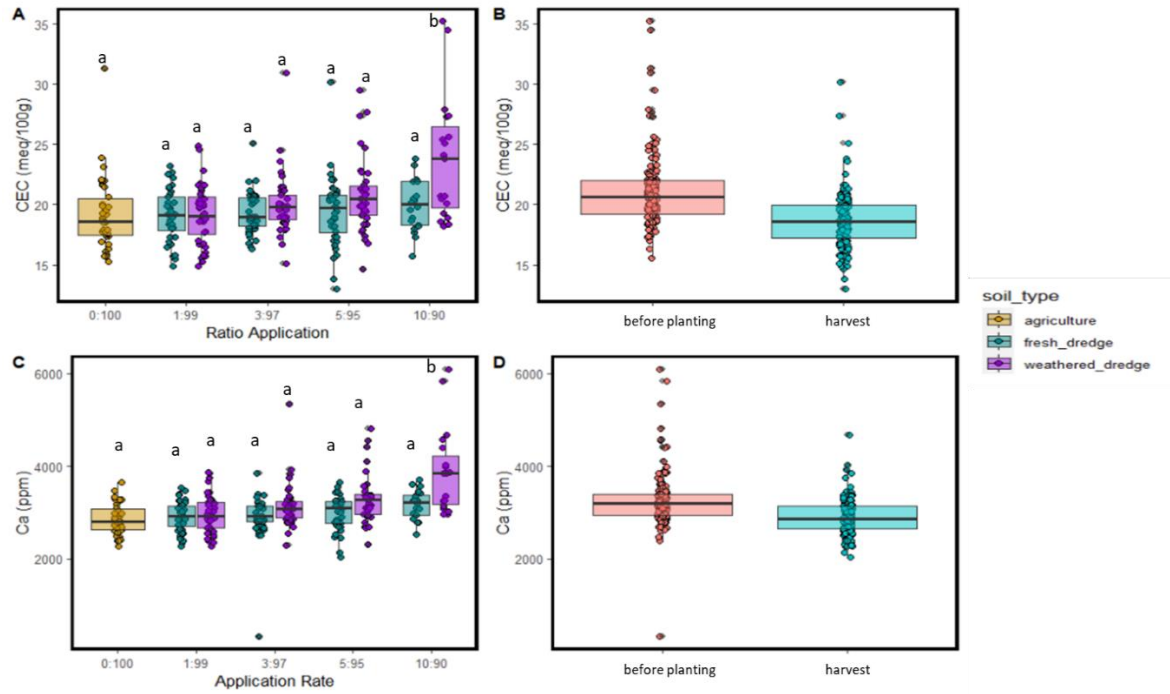 A
35
30
25
20
15
CEC (meq/100g)
a
a
a
a
a
a
a
a
b
0:100
1:99
3:97
5:95
10:90
Ratio Application
B
35
30
25
20
15
CEC (meq/100g)
before planting
harvest
soil_type
agriculture
fresh_dredge
weathered_dredge
C
6000
4000
2000
Ca (ppm)
a
a
a
a
a
a
a
a
b
0:100
1:99
3:97
5:95
10:90
Application Rate
D
6000
4000
2000
Ca (ppm)
before planting
harvest